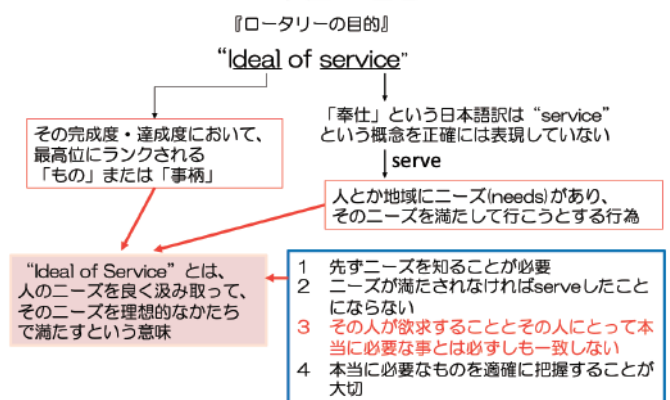 『ロータリーの目的』
“Ideal of service”
「奉仕」という日本語訳は“service”
という概念を正確には表現していない
その完成度・達成度において、
最高位にランクされる
「もの」または「事柄」
serve
人とか地域にニーズ(needs)があり、
そのニーズを満たして行こうとする行為
“Ideal of Service”とは、
人のニーズを良く汲み取って、
そのニーズを理想的なかたち
で満たすという意味
1 先ずニーズを知ることが必要
2 ニーズが満たされなければserveしたこと
にならない
3 その人が欲求することとその人にとって本
当に必要な事とは必ずしも一致しない
4 本当に必要なものを適確に把握することが
大切